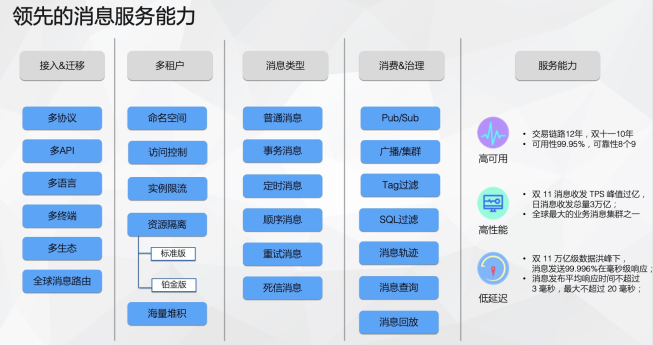 领先的消息服务能力
接入&迁移
多协议
多API
多语言
多终端
多生态
全球消息路由
多租户
命名空间
访问控制
实例限流
资源隔离
标准版
铂金版
海量堆积
消息类型
普通消息
事务消息
定时消息
顺序消息
重试消息
死信消息
消费&治理
Pub/Sub
广播/集群
Tag过滤
SQL过滤
消息轨迹
消息查询
消息回放
服务能力
高可用
• 交易链路12年，双十一10年
• 可用性99.95%，可靠性8个9
高性能
• 双 11 消息收发 TPS 峰值过亿，
日消息收发总量3万亿；
• 全球最大的业务消息集群之一
低延迟
• 双 11 万亿级数据洪峰下，
消息发送99.996%在毫秒级响应；
• 消息发布平均响应时间不超过
3 毫秒，最大不超过 20 毫秒；